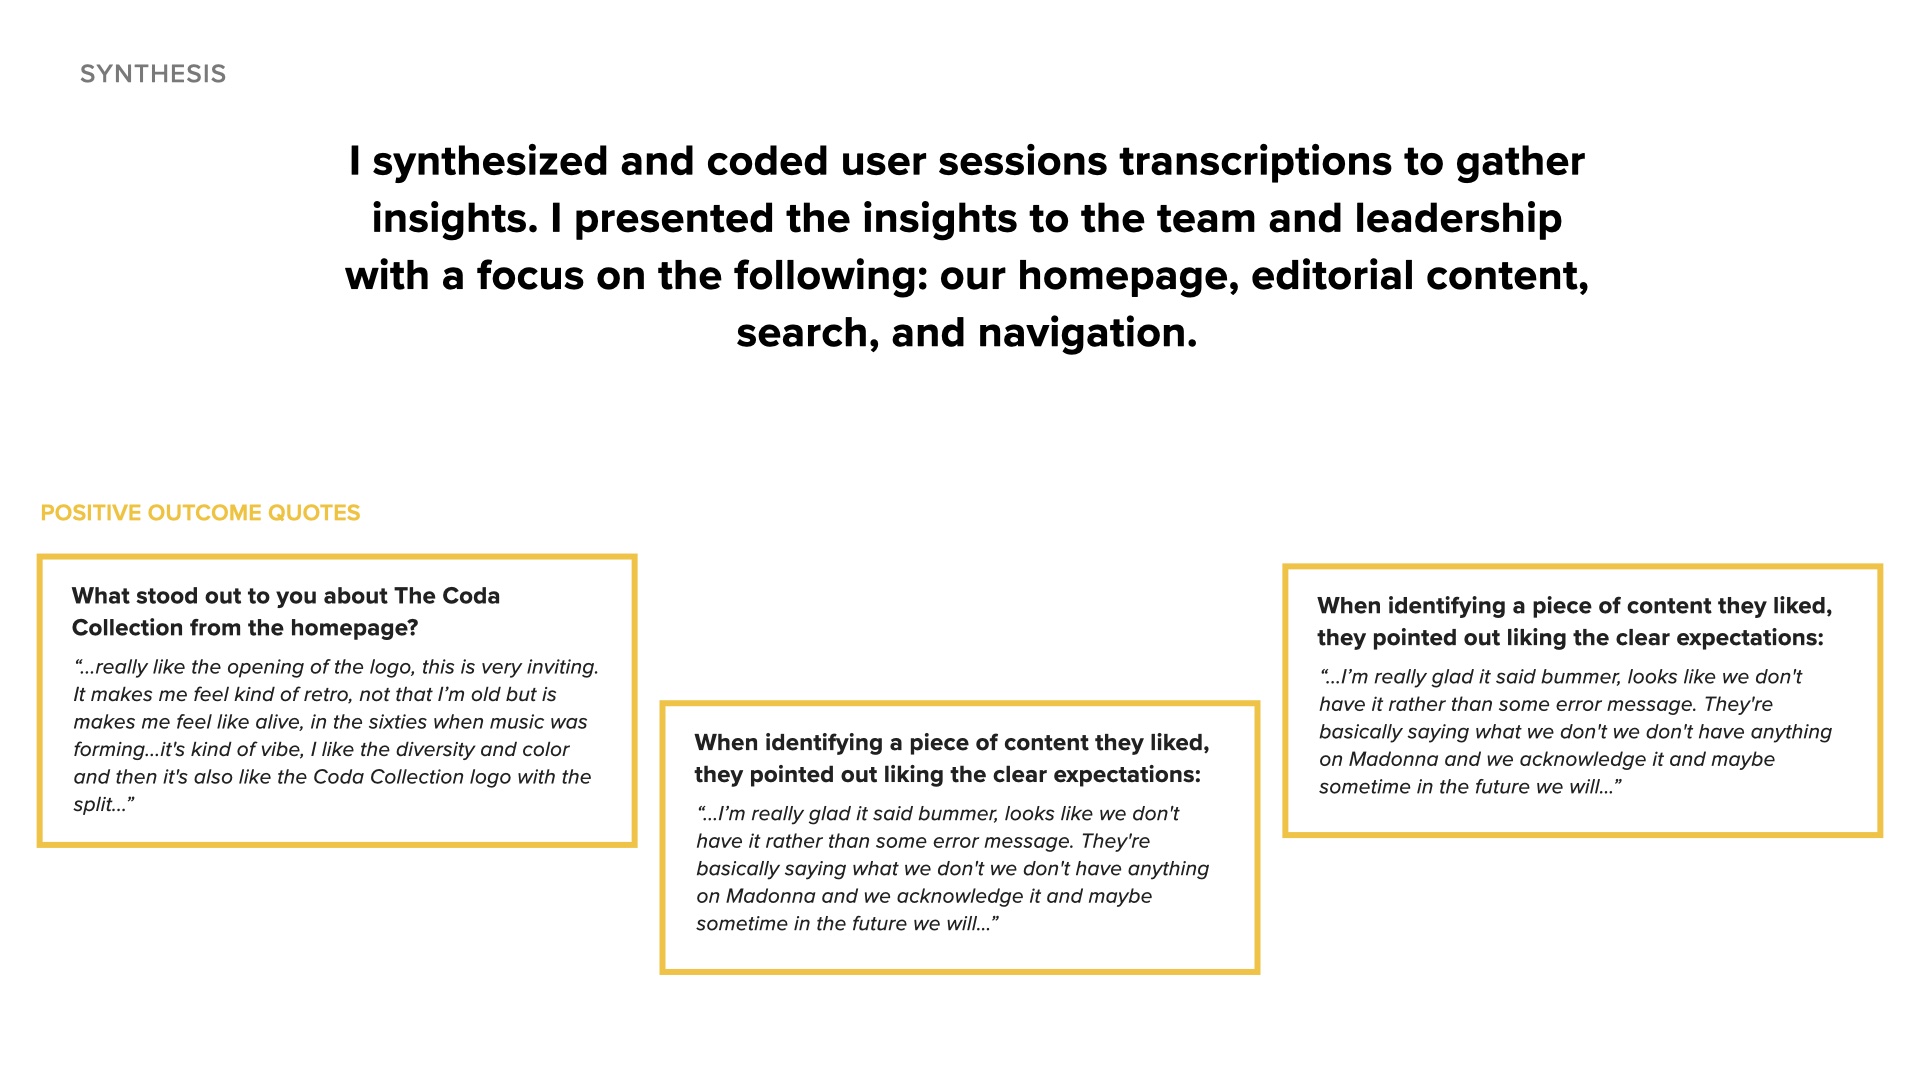 SYNTHESIS
I synthesized and coded user sessions transcriptions to gather
insights. I presented the insights to the team and leadership
with a focus on the following: our homepage, editorial content,
search, and navigation.
POSITIVE OUTCOME QUOTES
What stood out to you about The Coda
Collection from the homepage?
“...really like the opening of the logo, this is very inviting.
It makes me feel kind of retro, not that I’m old but is
makes me feel like alive, in the sixties when music was
forming...it's kind of vibe, I like the diversity and color
and then it's also like the Coda Collection logo with the
split...”
When identifying a piece of content they liked,
they pointed out liking the clear expectations:
“...I’m really glad it said bummer, looks like we don't
have it rather than some error message. They're
basically saying what we don't we don't have anything
on Madonna and we acknowledge it and maybe
sometime in the future we will...”
When identifying a piece of content they liked,
they pointed out liking the clear expectations:
“...I’m really glad it said bummer, looks like we don't
have it rather than some error message. They're
basically saying what we don't we don't have anything
on Madonna and we acknowledge it and maybe
sometime in the future we will...”